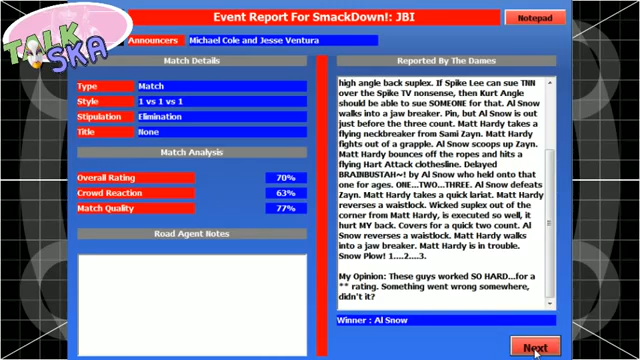 TALK
SKA
Event Report For SmackDown!: JBI
Notepad
Announcers
Michael Cole and Jesse Ventura
Match Details
Type
Match
Style
1 vs 1 vs 1
Stipulation
Elimination
Title
None
Match Analysis
Overall Rating
70%
Crowd Reaction
63%
Match Quality
77%
Road Agent Notes
Reported By The Dames
high angle back suplex. If Spike Lee can sue TNN
over the Spike TV nonsense, then Kurt Angle
should be able to sue SOMEONE for that. Al Snow
walks into a jaw breaker. Pin, but Al Snow is out
just before the three count. Matt Hardy takes a
flying neckbreaker from Sami Zayn. Matt Hardy
fights out of a grapple. Al Snow scoops up Zayn.
Matt Hardy bounces off the ropes and hits a
flying Hart Attack clothesline. Delayed
BRAINBUSTAH~! by Al Snow who held onto that
one for ages. ONE...TWO...THREE. Al Snow defeats
Zayn. Matt Hardy takes a quick lariat. Matt Hardy
reverses a waistlock. Wicked suplex out of the
corner from Matt Hardy, is executed so well, it
hurt MY back. Covers for a quick two count. Al
Snow reverses a waistlock. Matt Hardy walks
into a jaw breaker. Matt Hardy is in trouble.
Snow Plow! 1....2....3.
My Opinion: These guys worked SO HARD...for a
** rating. Something went wrong somewhere,
didn't it?
Winner : Al Snow
Next